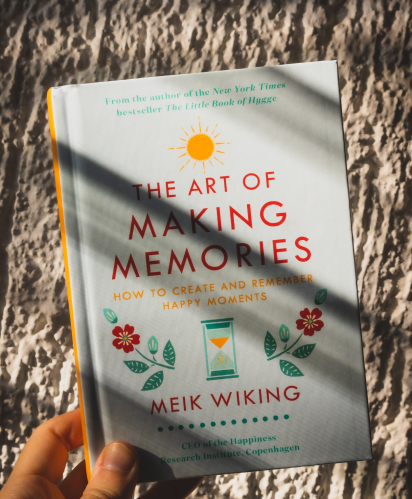 From the author of the New York Times
bestseller The Little Book of Hygge
THE ART OF
MAKING
MEMORIES
HOW TO CREATE AND REMEMBER
HAPPY MOMENTS
MEIK WIKING
CEO of the Happiness
Research Institute, Copenhagen